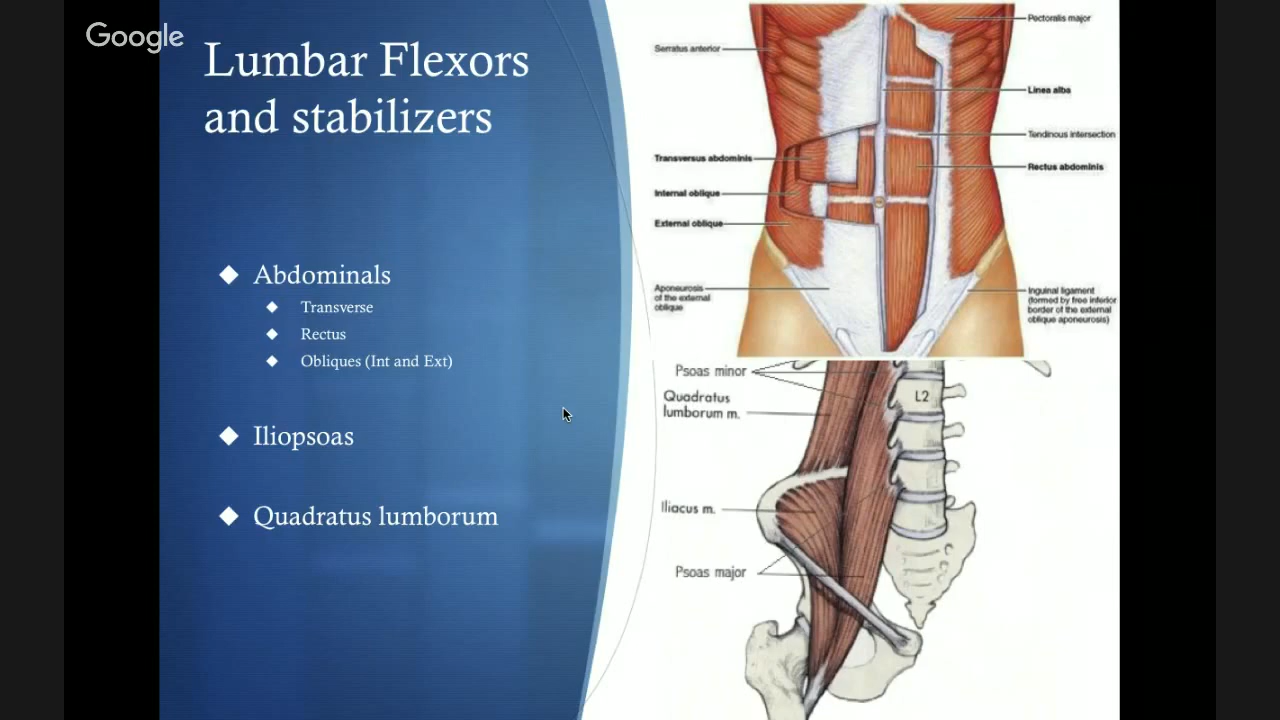 Google
Lumbar Flexors
and stabilizers
Abdominals
Transverse
Rectus
Obliques (Int and Ext)
Iliopsoas
Quadratus lumborum
Serratus anterior
Transversus abdominis
Internal oblique
External oblique
Aponeurosis
of the external
oblique
Pectoralis major
Linea alba
Tendinous intersection
Rectus abdominis
Inguinal ligament
(formed by free inferior
border of the external
oblique aponeurosis)
Psoas minor
Quadratus
lumborum m.
L2
Iliacus m.
Psoas major